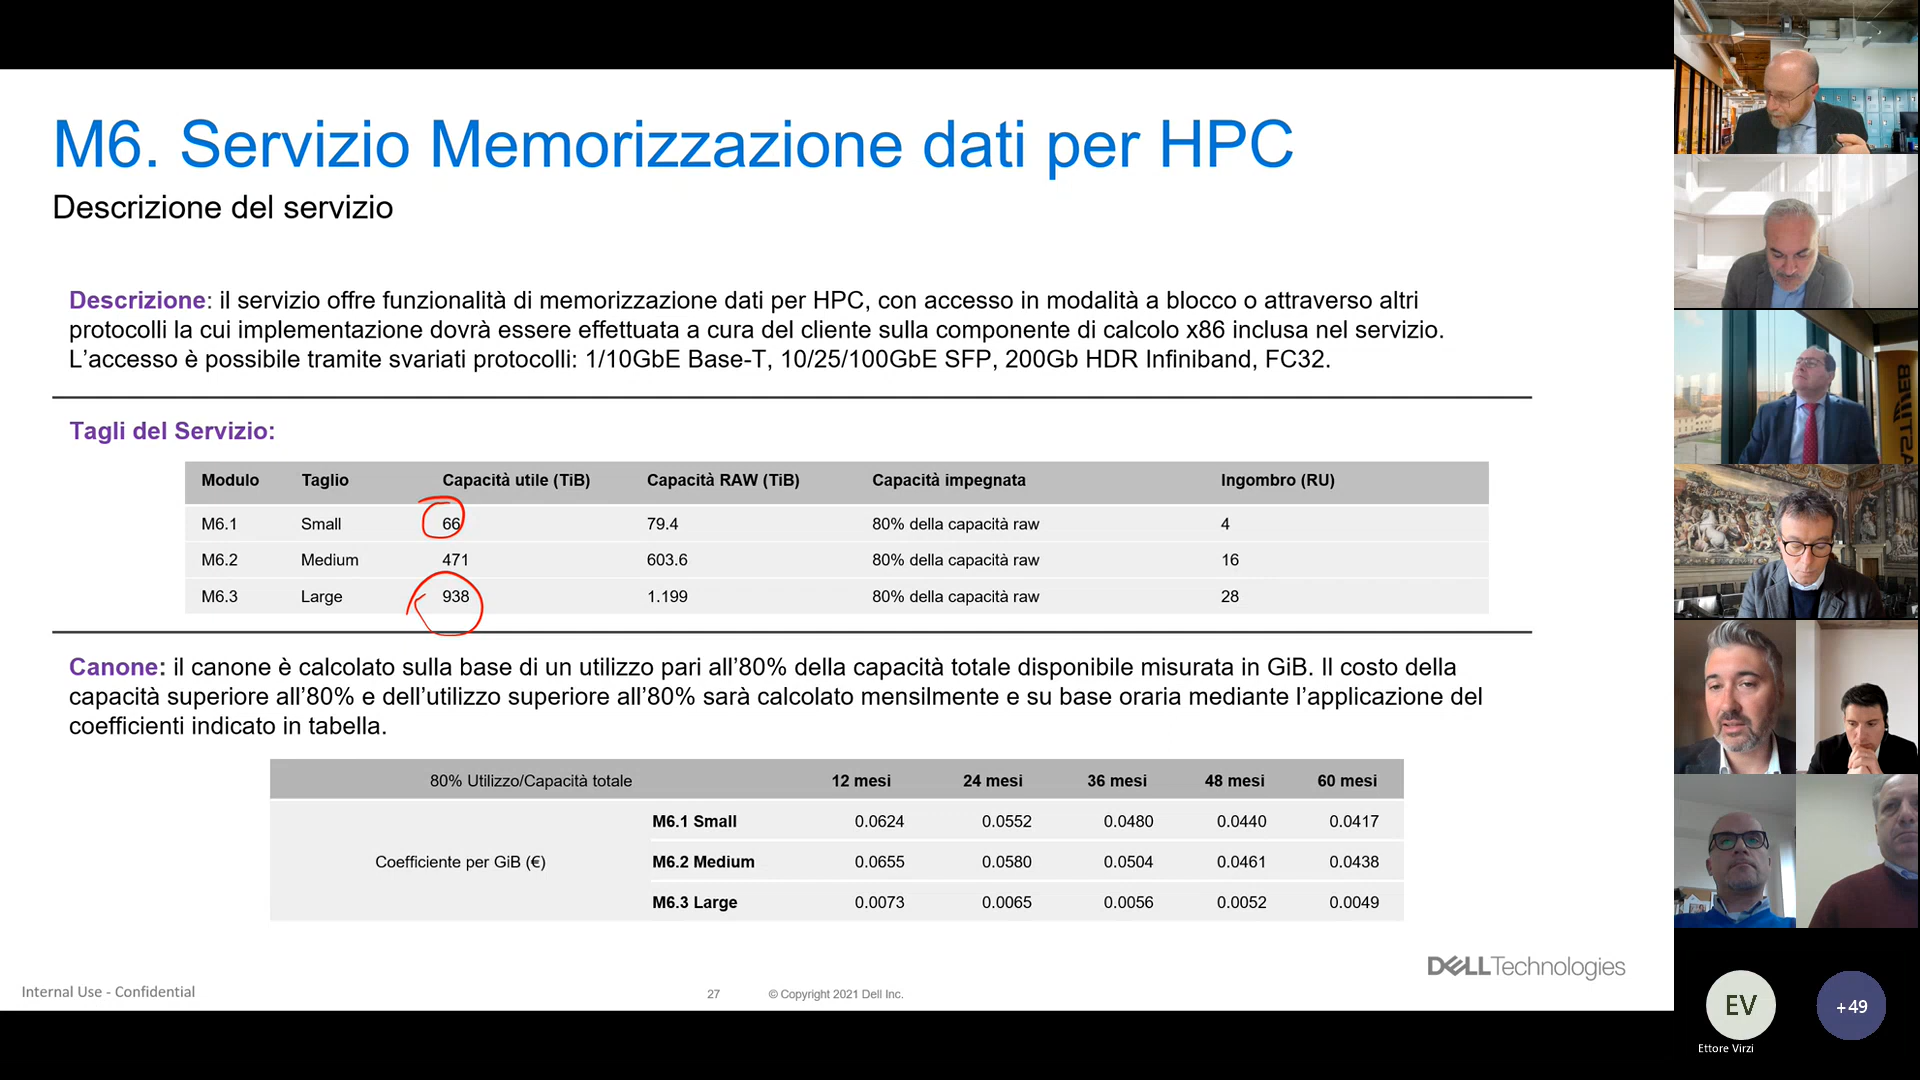 M6. Servizio Memorizzazione dati per HPC
Descrizione del servizio
Descrizione: il servizio offre funzionalità di memorizzazione dati per HPC, con accesso in modalità a blocco o attraverso altri
protocolli la cui implementazione dovrà essere effettuata a cura del cliente sulla componente di calcolo x86 inclusa nel servizio.
L'accesso è possibile tramite svariati protocolli: 1/10GbE Base-T, 10/25/100GbE SFP, 200Gb HDR Infiniband, FC32.
Tagli del Servizio:
Modulo Taglio Capacità utile (TiB) Capacità RAW (TiB) Capacità impegnata Ingombro (RU)
M6.1 Small 66 79.4 80% della capacità raw 4
M6.2 Medium 471 603.6 80% della capacità raw 16
M6.3 Large 938 1.199 80% della capacità raw 28
Canone: il canone è calcolato sulla base di un utilizzo pari all'80% della capacità totale disponibile misurata in GiB. Il costo della
capacità superiore all'80% e dell'utilizzo superiore all'80% sarà calcolato mensilmente e su base oraria mediante l'applicazione del
coefficienti indicato in tabella.
80% Utilizzo/Capacità totale 12 mesi 24 mesi 36 mesi 48 mesi 60 mesi
M6.1 Small 0.0624 0.0552 0.0480 0.0440 0.0417
Coefficiente per GiB (€) M6.2 Medium 0.0655 0.0580 0.0504 0.0461 0.0438
M6.3 Large 0.0073 0.0065 0.0056 0.0052 0.0049
DELL Technologies
Internal Use - Confidential
27 © Copyright 2021 Dell Inc.
EV
+49
Ettore Virzi